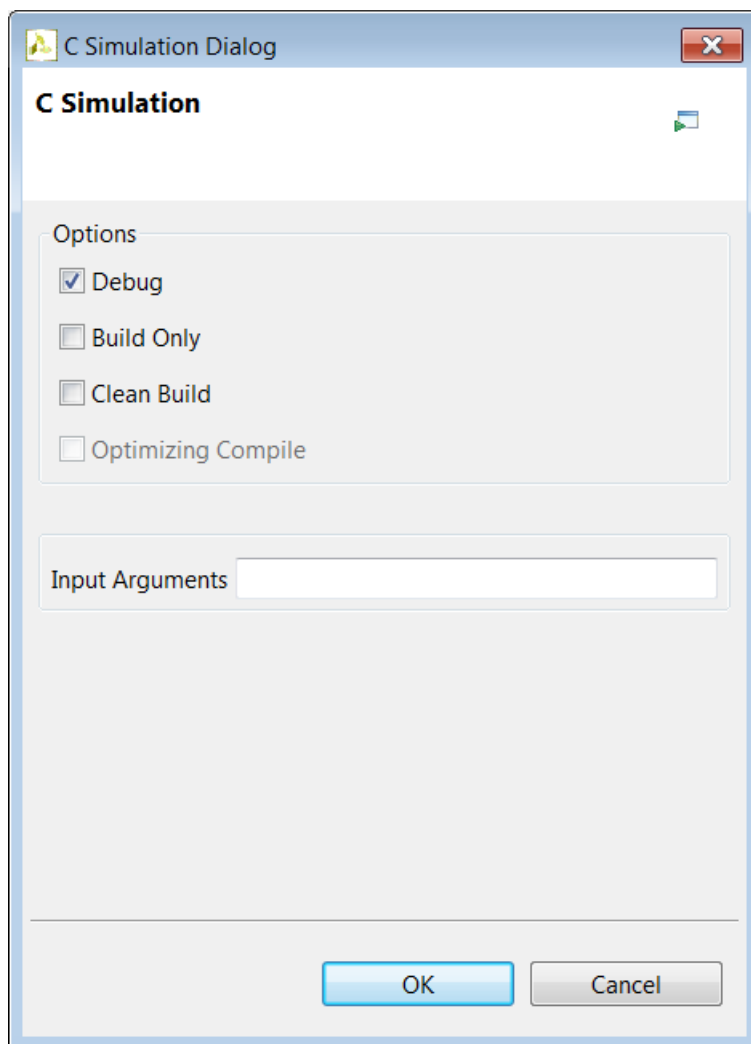 C Simulation Dialog
C Simulation
Options
Debug
Build Only
Clean Build
Optimizing Compile
Input Arguments
OK Cancel